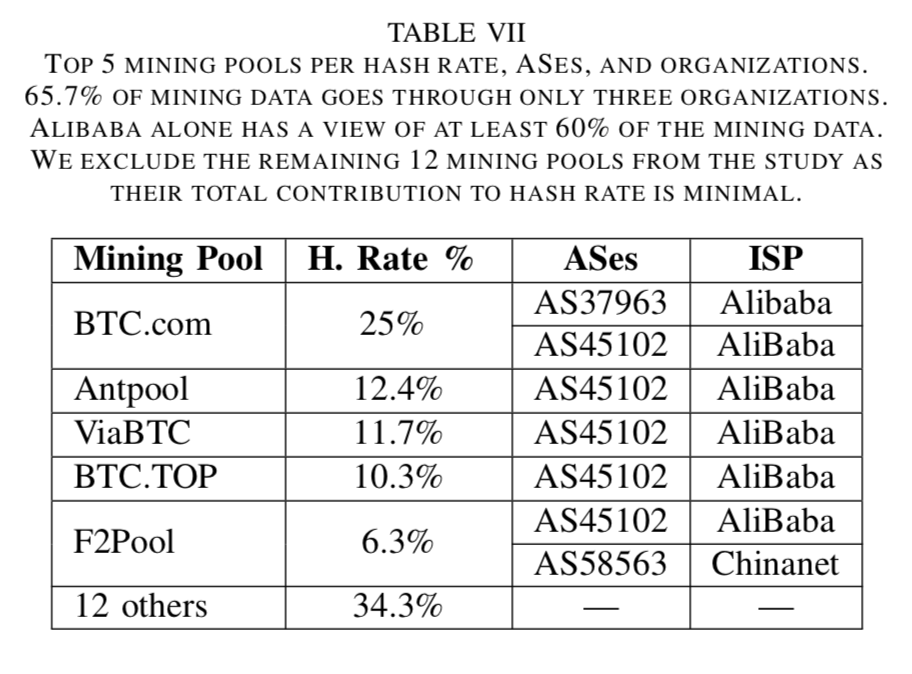 TABLE VII
TOP 5 MINING POOLS PER HASH RATE, ASES, AND ORGANIZATIONS.
65.7% OF MINING DATA GOES THROUGH ONLY THREE ORGANIZATIONS.
ALIBABA ALONE HAS A VIEW OF AT LEAST 60% OF THE MINING DATA.
WE EXCLUDE THE REMAINING 12 MINING POOLS FROM THE STUDY AS
THEIR TOTAL CONTRIBUTION TO HASH RATE IS MINIMAL.
Mining Pool H. Rate % ASes ISP
BTC.com 25% AS37963 Alibaba
AS45102 AliBaba
Antpool 12.4% AS45102 AliBaba
ViaBTC 11.7% AS45102 AliBaba
BTC.TOP 10.3% AS45102 AliBaba
F2Pool 6.3% AS45102 AliBaba
AS58563 Chinanet
12 others 34.3% — —